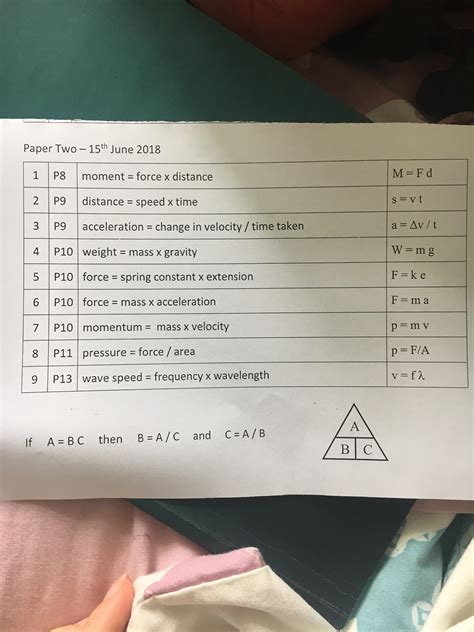 Paper Two – 15th June 2018
1 P8 moment = force x distance M = F d
2 P9 distance = speed x time s = v t
3 P9 acceleration = change in velocity / time taken a = Δv / t
4 P10 weight = mass x gravity W = m g
5 P10 force = spring constant x extension F = k e
6 P10 force = mass x acceleration F = m a
7 P10 momentum = mass x velocity p = m v
8 P11 pressure = force / area p = F/A
9 P13 wave speed = frequency x wavelength v = f λ
A
If A = B C then B = A / C and C = A / B
B C